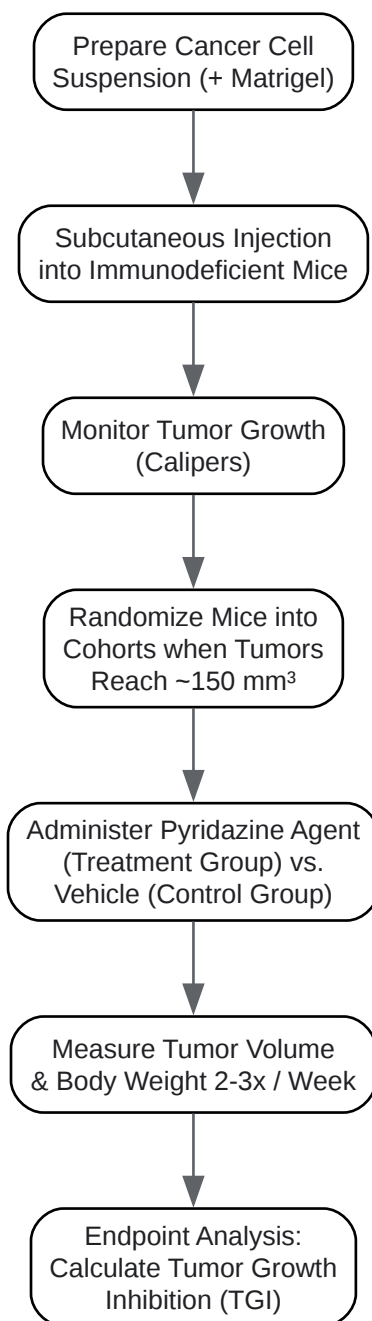 Prepare Cancer Cell
Suspension (+ Matrigel)
Subcutaneous Injection
into Immunodeficient Mice
Monitor Tumor Growth
(Calipers)
Randomize Mice into
Cohorts when Tumors
Reach ~150 mm³
Administer Pyridazine Agent
(Treatment Group) vs.
Vehicle (Control Group)
Measure Tumor Volume
& Body Weight 2-3x / Week
Endpoint Analysis:
Calculate Tumor Growth
Inhibition (TGI)